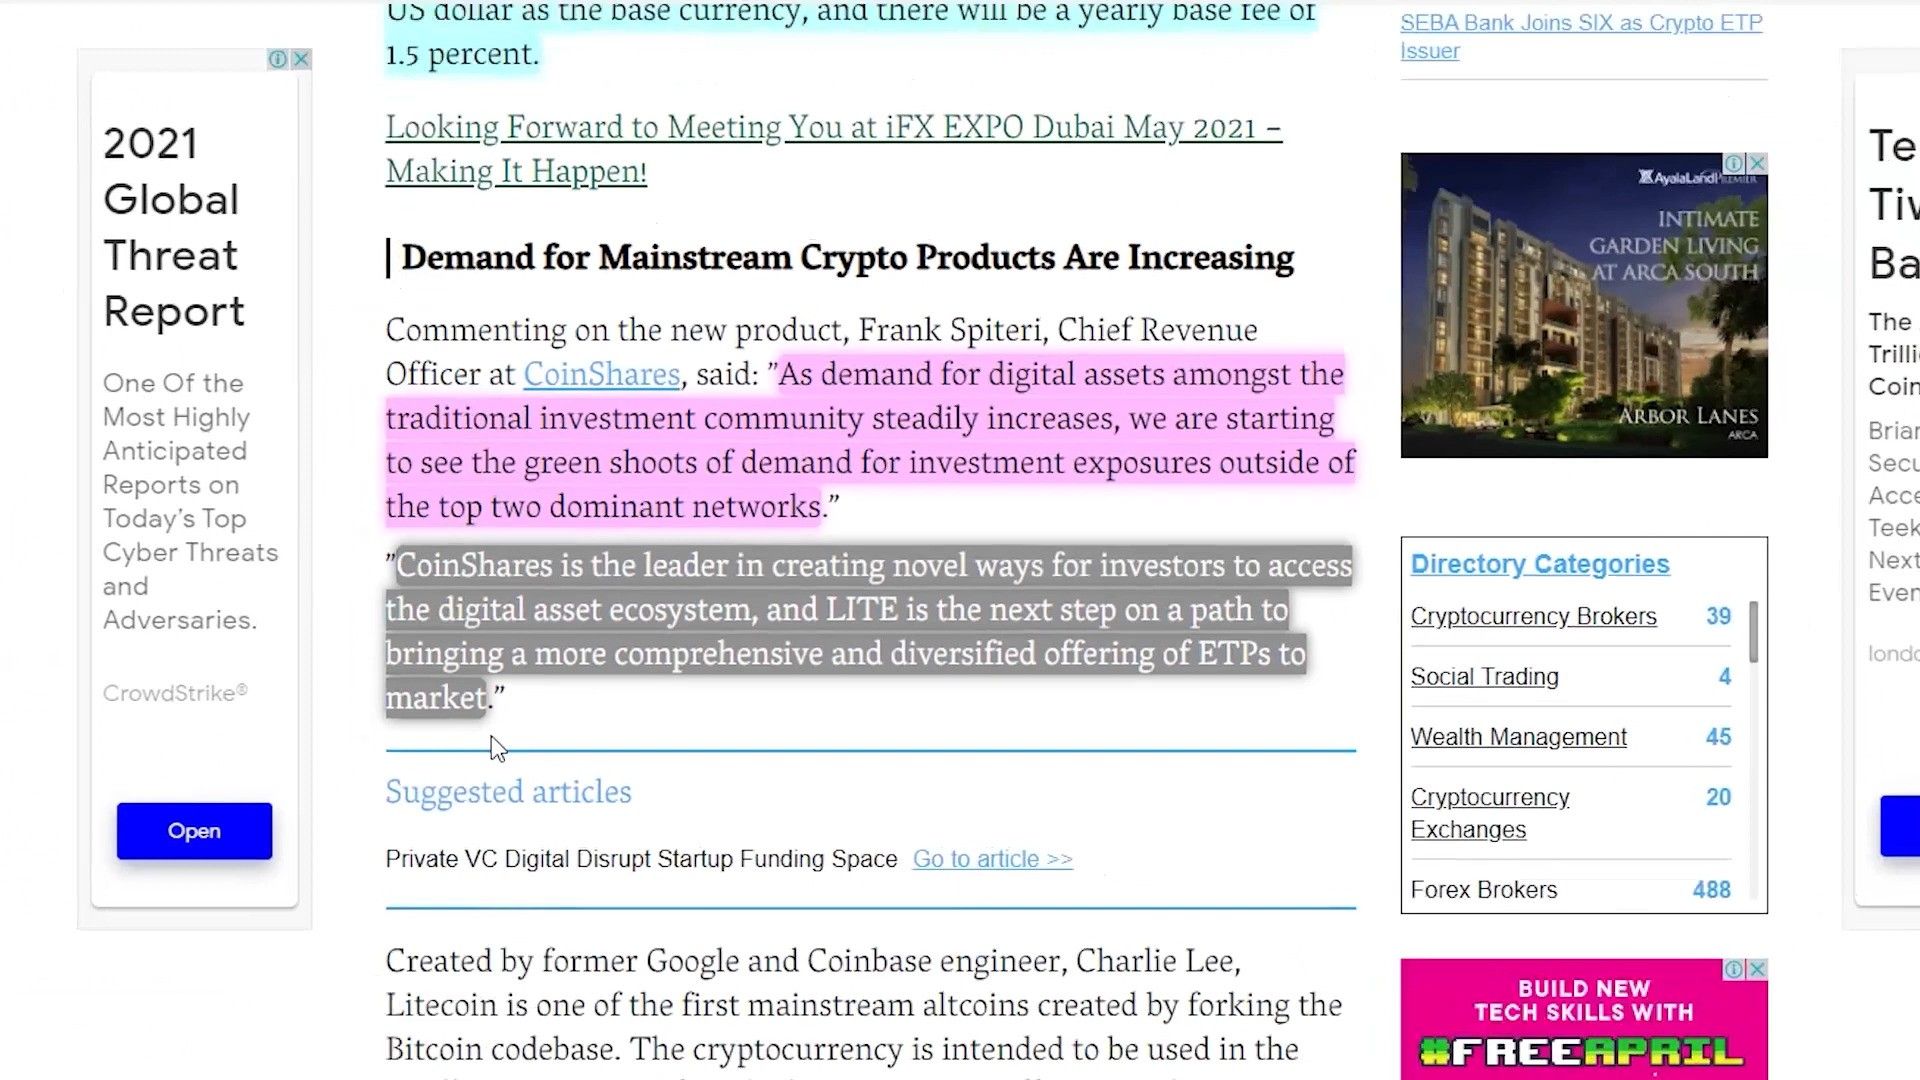 US dollar as the base currency, and there will be a yearly base fee of
1.5 percent.
Looking Forward to Meeting You at iFX EXPO Dubai May 2021 –
Making It Happen!
Demand for Mainstream Crypto Products Are Increasing
Commenting on the new product, Frank Spiteri, Chief Revenue
Officer at CoinShares, said: ”As demand for digital assets amongst the
traditional investment community steadily increases, we are starting
to see the green shoots of demand for investment exposures outside of
the top two dominant networks.”
”CoinShares is the leader in creating novel ways for investors to access
the digital asset ecosystem, and LITE is the next step on a path to
bringing a more comprehensive and diversified offering of ETPs to
market.”
Suggested articles
Private VC Digital Disrupt Startup Funding Space Go to article >>
Created by former Google and Coinbase engineer, Charlie Lee,
Litecoin is one of the first mainstream altcoins created by forking the
Bitcoin codebase. The cryptocurrency is intended to be used in the
2021
Global
Threat
Report
One Of the
Most Highly
Anticipated
Reports on
Today’s Top
Cyber Threats
and
Adversaries.
CrowdStrike®
Open
SEBA Bank Joins SIX as Crypto ETP
Issuer
AyalaLand PREMIER
INTIMATE
GARDEN LIVING
AT ARCA SOUTH
ARBOR LANES
ARCA
Directory Categories
Cryptocurrency Brokers 39
Social Trading 4
Wealth Management 45
Cryptocurrency 20
Exchanges
Forex Brokers 488
BUILD NEW
TECH SKILLS WITH
#FREEAPRIL
The